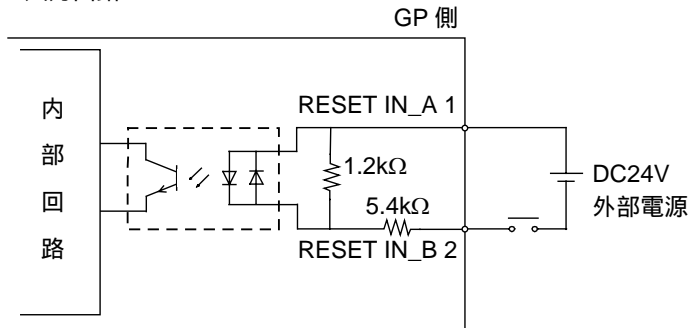 GP 側
内
部
回
路
RESET IN_A 1
1.2kΩ
5.4kΩ
RESET IN_B 2
DC24V
外部電源